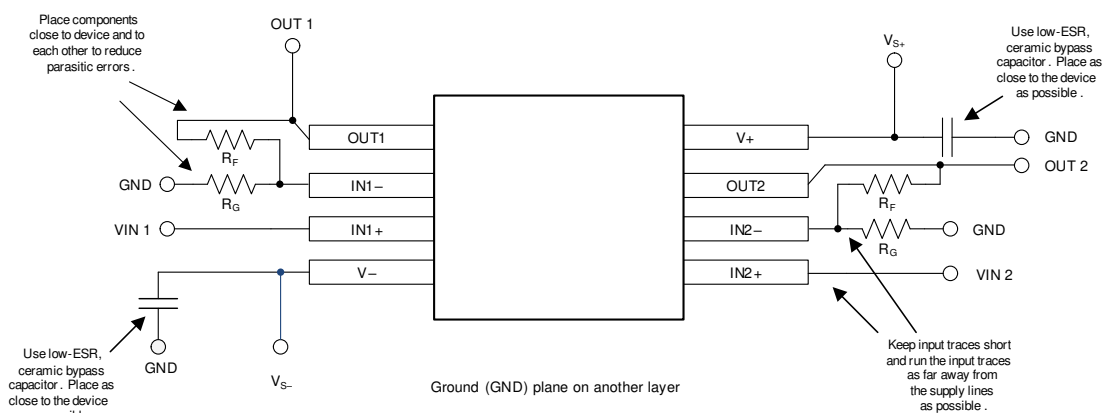 Place components
close to device and to
each other to reduce
parasitic errors .
OUT 1
VS+
Use low-ESR,
ceramic bypass
capacitor . Place as
close to the device
as possible .
OUT1
V+
GND
RF
OUT 2
GND
RG
IN1−
OUT2
RF
VIN 1
IN1+
IN2−
RG
GND
V−
IN2+
VIN 2
Use low-ESR,
ceramic bypass
capacitor . Place as
close to the device
GND
VS−
Ground (GND) plane on another layer
Keep input traces short
and run the input traces
as far away from
the supply lines
as possible .